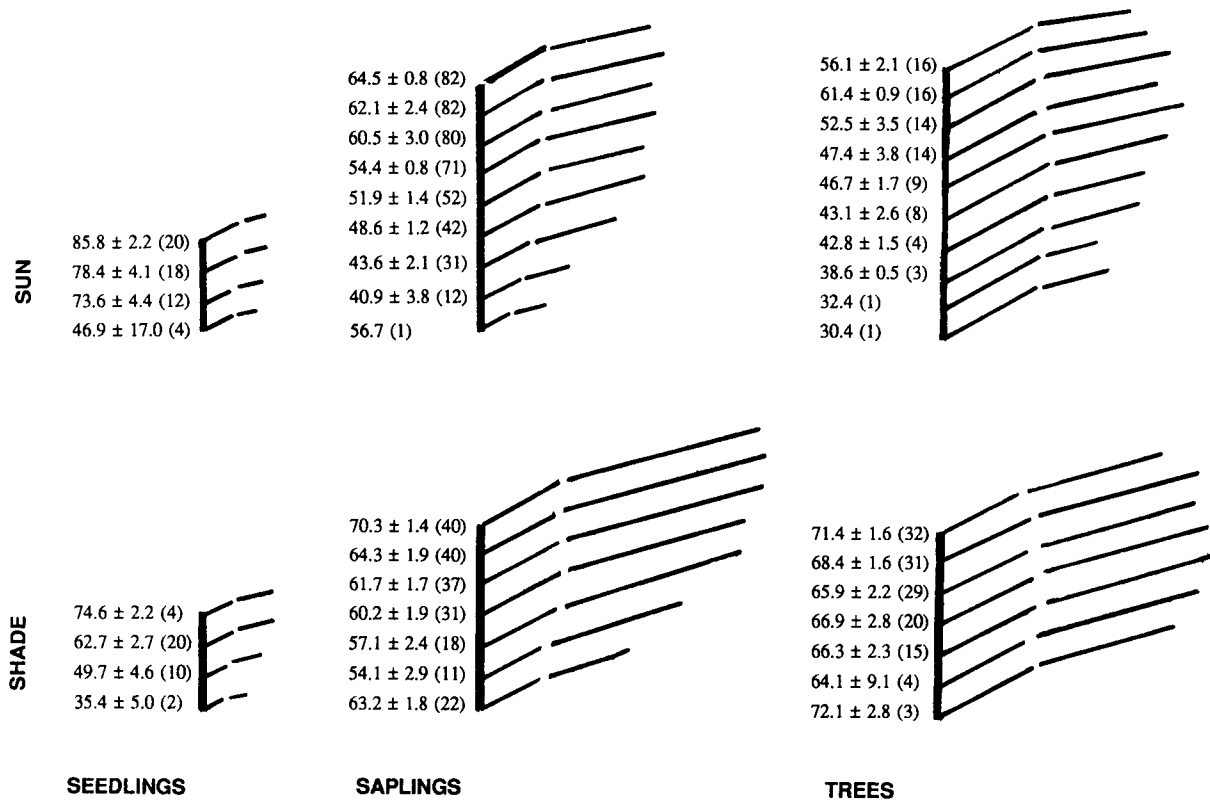 SUN
85.8 ± 2.2 (20)
78.4 ± 4.1 (18)
73.6 ± 4.4 (12)
46.9 ± 17.0 (4)
64.5 ± 0.8 (82)
62.1 ± 2.4 (82)
60.5 ± 3.0 (80)
54.4 ± 0.8 (71)
51.9 ± 1.4 (52)
48.6 ± 1.2 (42)
43.6 ± 2.1 (31)
40.9 ± 3.8 (12)
56.7 (1)
56.1 ± 2.1 (16)
61.4 ± 0.9 (16)
52.5 ± 3.5 (14)
47.4 ± 3.8 (14)
46.7 ± 1.7 (9)
43.1 ± 2.6 (8)
42.8 ± 1.5 (4)
38.6 ± 0.5 (3)
32.4 (1)
30.4 (1)
SHADE
74.6 ± 2.2 (4)
62.7 ± 2.7 (20)
49.7 ± 4.6 (10)
35.4 ± 5.0 (2)
70.3 ± 1.4 (40)
64.3 ± 1.9 (40)
61.7 ± 1.7 (37)
60.2 ± 1.9 (31)
57.1 ± 2.4 (18)
54.1 ± 2.9 (11)
63.2 ± 1.8 (22)
71.4 ± 1.6 (32)
68.4 ± 1.6 (31)
65.9 ± 2.2 (29)
66.9 ± 2.8 (20)
66.3 ± 2.3 (15)
64.1 ± 9.1 (4)
72.1 ± 2.8 (3)
SEEDLINGS
SAPLINGS
TREES